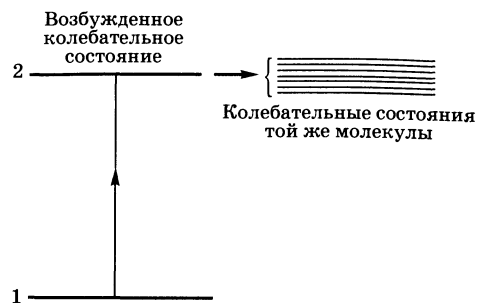 Возбужденное
колебательное
состояние
2
Колебательные состояния
той же молекулы
1